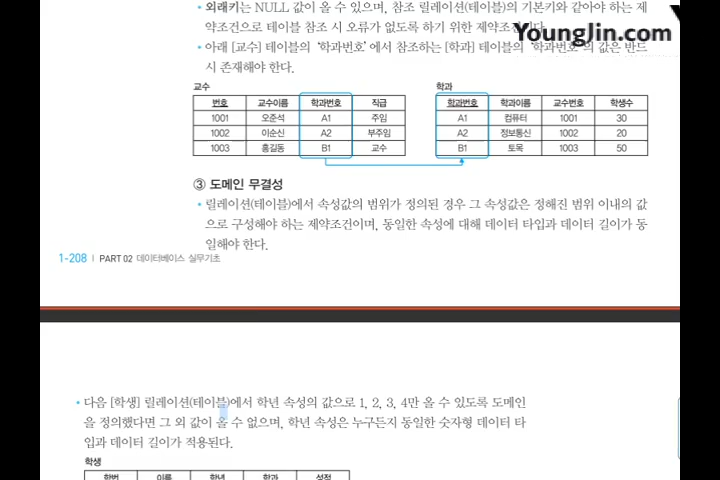 • 외래키는 NULL 값이 올 수 있으며, 참조 릴레이션(테이블)의 기본키와 같아야 하는 제
약조건으로 테이블 참조 시 오류가 없도록 하기 위한 제약조건이다.
YoungJin.com
• 아래 [교수] 테이블의 '학과번호'에서 참조하는 [학과] 테이블의 '학과번호'의 값은 반드
시 존재해야 한다.
교수
번호 교수이름 학과번호 직급
1001 오준석 A1 주임
1002 이순신 A2 부주임
1003 홍길동 B1 교수
학과
학과번호 학과이름 교수번호 학생수
A1 컴퓨터 1001 30
A2 정보통신 1002 20
B1 토목 1003 50
③ 도메인 무결성
• 릴레이션(테이블)에서 속성값의 범위가 정의된 경우 그 속성값은 정해진 범위 이내의 값
으로 구성해야 하는 제약조건이며, 동일한 속성에 대해 데이터 타입과 데이터 길이가 동
일해야 한다.
1-208 | PART 02 데이터베이스 실무기초
• 다음 [학생] 릴레이션(테이블)에서 학년 속성의 값으로 1, 2, 3, 4만 올 수 있도록 도메인
을 정의했다면 그 외 값이 올 수 없으며, 학년 속성은 누구든지 동일한 숫자형 데이터 타
입과 데이터 길이가 적용된다.
학생
학번 이름 학년 학과 성적